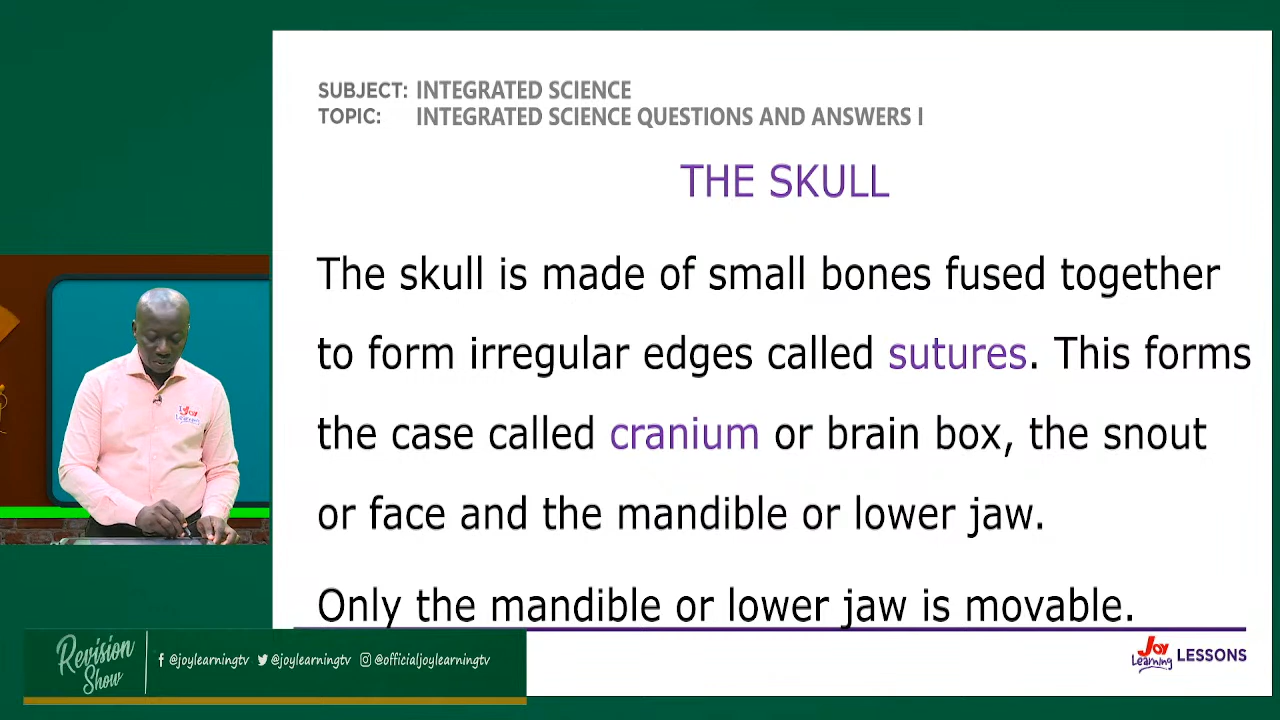 SUBJECT: INTEGRATED SCIENCE
TOPIC: INTEGRATED SCIENCE QUESTIONS AND ANSWERS I
THE SKULL
The skull is made of small bones fused together
to form irregular edges called sutures. This forms
the case called cranium or brain box, the snout
or face and the mandible or lower jaw.
Only the mandible or lower jaw is movable.
Revision
Show
@joylearningtv @joylearningtv @officialjoylearningtv
Joy
Learning LESSONS
Joy
Learning